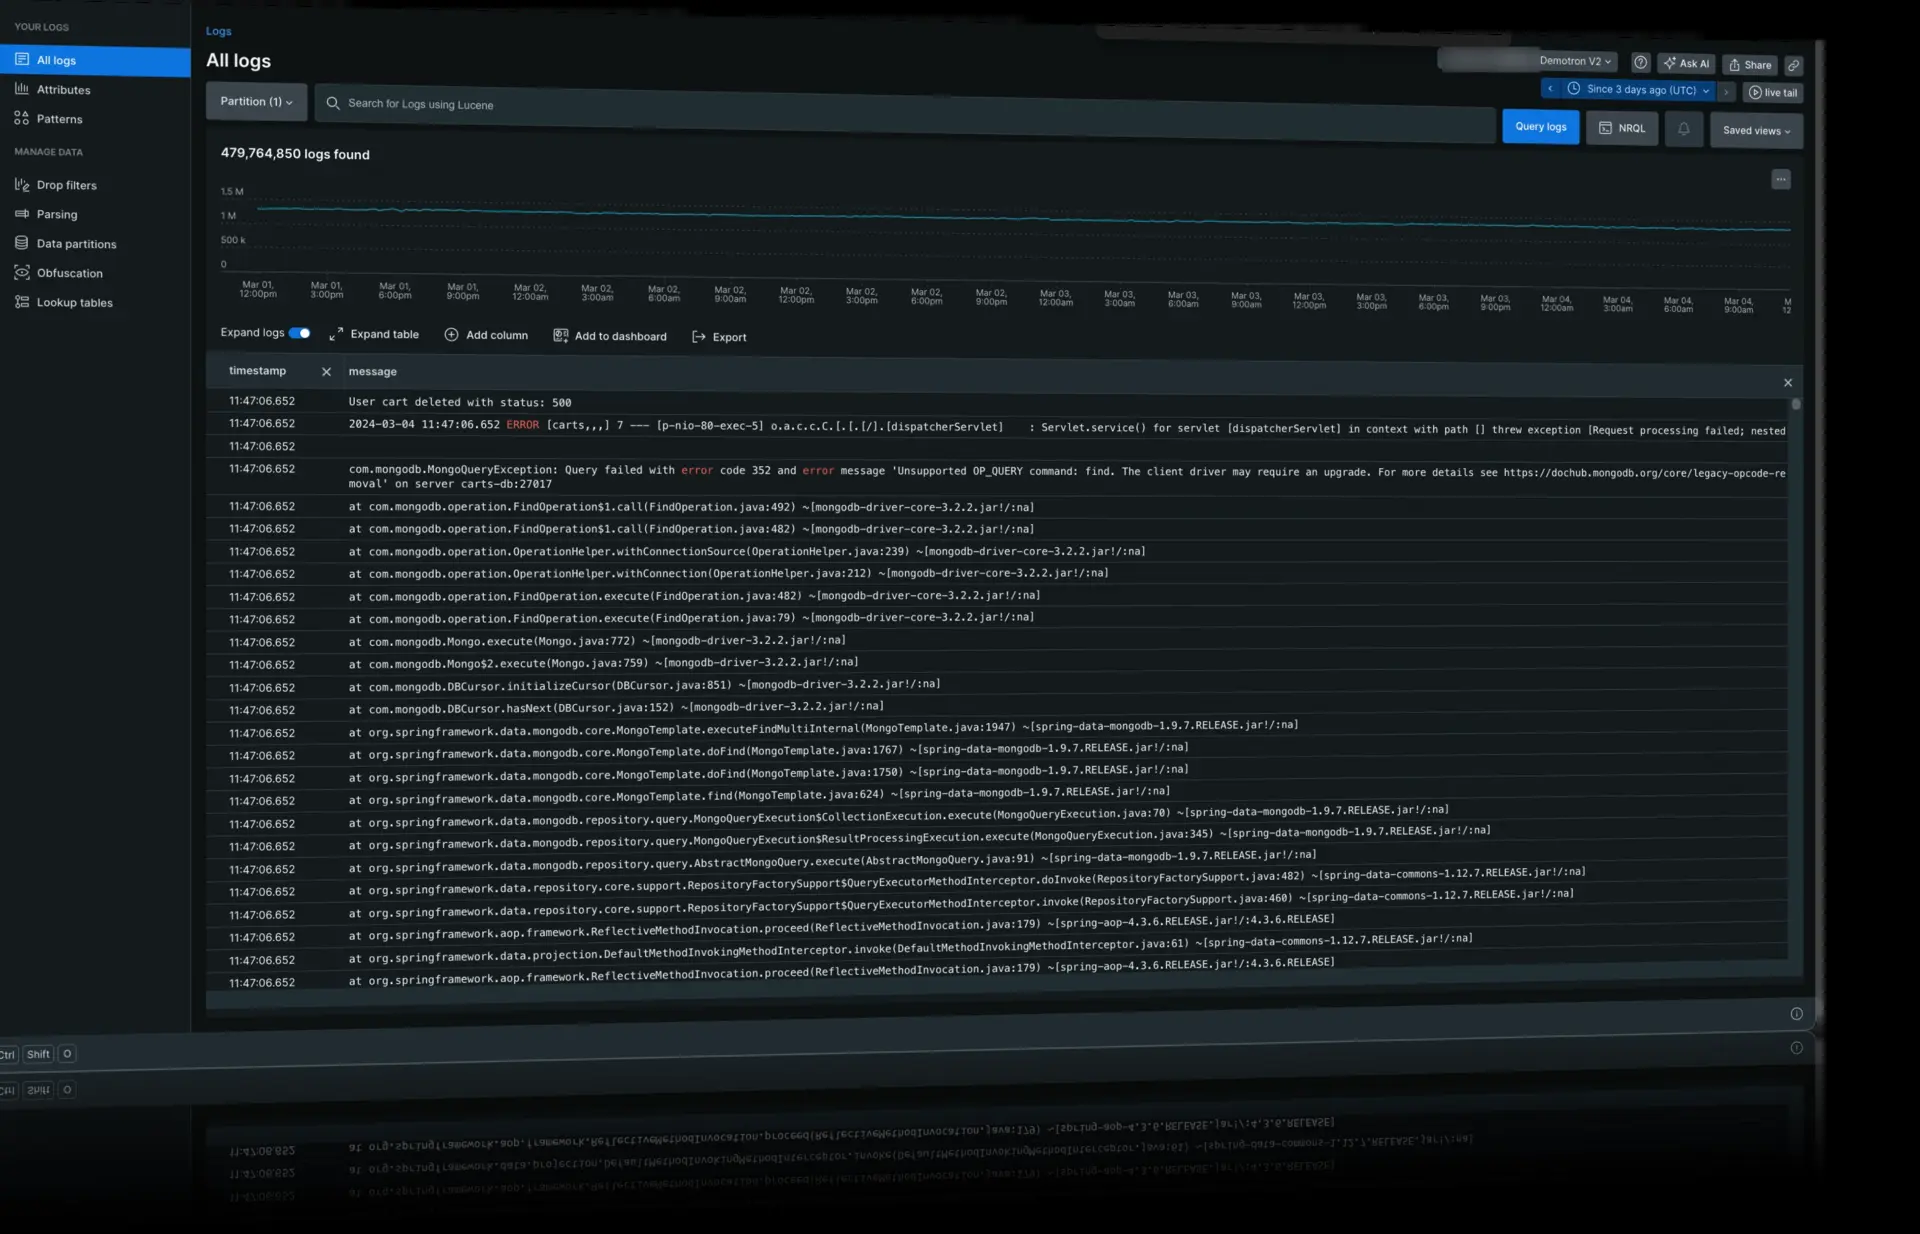 YOUR LOGS
All logs
Attributes
Patterns
MANAGE DATA
Drop filters
Parsing
Data partitions
Obfuscation
Lookup tables
Logs
All logs
Demotron V2
Ask AI
Share
Since 3 days ago (UTC)
live tail
Partition (1)
Search for Logs using Lucene
Query logs
NRQL
Saved views
479,764,850 logs found
1.5 M
1 M
500 k
0
Mar 01, 12:00pm
Mar 01, 3:00pm
Mar 01, 6:00pm
Mar 01, 9:00pm
Mar 02, 12:00am
Mar 02, 3:00am
Mar 02, 6:00am
Mar 02, 9:00am
Mar 02, 12:00pm
Mar 02, 3:00pm
Mar 02, 6:00pm
Mar 02, 9:00pm
Mar 03, 12:00am
Mar 03, 3:00am
Mar 03, 6:00am
Mar 03, 9:00am
Mar 03, 12:00pm
Mar 03, 3:00pm
Mar 03, 6:00pm
Mar 03, 9:00pm
Mar 04, 12:00am
Mar 04, 3:00am
Mar 04, 6:00am
Mar 04, 9:00am
M 12
Expand logs
Expand table
Add column
Add to dashboard
Export
timestamp message
11:47:06.652 User cart deleted with status: 500
11:47:06.652 2024-03-04 11:47:06.652 ERROR [carts,,,] 7 --- [p-nio-80-exec-5] o.a.c.c.C.[.[.[/].[dispatcherServlet] : Servlet.service() for servlet [dispatcherServlet] in context with path [] threw exception [Request processing failed; nested
11:47:06.652
11:47:06.652 com.mongodb.MongoQueryException: Query failed with error code 352 and error message 'Unsupported OP_QUERY command: find. The client driver may require an upgrade. For more details see https://dochub.mongodb.org/core/legacy-opcode-re
moval' on server carts-db:27017
11:47:06.652 at com.mongodb.operation.FindOperation$1.call(FindOperation.java:492) ~[mongodb-driver-core-3.2.2.jar!/:na]
11:47:06.652 at com.mongodb.operation.FindOperation$1.call(FindOperation.java:482) ~[mongodb-driver-core-3.2.2.jar!/:na]
11:47:06.652 at com.mongodb.operation.OperationHelper.withConnectionSource(OperationHelper.java:239) ~[mongodb-driver-core-3.2.2.jar!/:na]
11:47:06.652 at com.mongodb.operation.OperationHelper.withConnection(OperationHelper.java:212) ~[mongodb-driver-core-3.2.2.jar!/:na]
11:47:06.652 at com.mongodb.operation.FindOperation.execute(FindOperation.java:482) ~[mongodb-driver-core-3.2.2.jar!/:na]
11:47:06.652 at com.mongodb.operation.FindOperation.execute(FindOperation.java:79) ~[mongodb-driver-core-3.2.2.jar!/:na]
11:47:06.652 at com.mongodb.Mongo.execute(Mongo.java:772) ~[mongodb-driver-3.2.2.jar!/:na]
11:47:06.652 at com.mongodb.Mongo$2.execute(Mongo.java:759) ~[mongodb-driver-3.2.2.jar!/:na]
11:47:06.652 at com.mongodb.DBCursor.initializeCursor(DBCursor.java:851) ~[mongodb-driver-3.2.2.jar!/:na]
11:47:06.652 at com.mongodb.DBCursor.hasNext(DBCursor.java:152) ~[mongodb-driver-3.2.2.jar!/:na]
11:47:06.652 at org.springframework.data.mongodb.core.MongoTemplate.executeFindMultiInternal(MongoTemplate.java:1947) ~[spring-data-mongodb-1.9.7.RELEASE.jar!/:na]
11:47:06.652 at org.springframework.data.mongodb.core.MongoTemplate.doFind(MongoTemplate.java:1767) ~[spring-data-mongodb-1.9.7.RELEASE.jar!/:na]
11:47:06.652 at org.springframework.data.mongodb.core.MongoTemplate.doFind(MongoTemplate.java:1750) ~[spring-data-mongodb-1.9.7.RELEASE.jar!/:na]
11:47:06.652 at org.springframework.data.mongodb.core.MongoTemplate.find(MongoTemplate.java:624) ~[spring-data-mongodb-1.9.7.RELEASE.jar!/:na]
11:47:06.652 at org.springframework.data.mongodb.repository.query.MongoQueryExecution$CollectionExecution.execute(MongoQueryExecution.java:70) ~[spring-data-mongodb-1.9.7.RELEASE.jar!/:na]
11:47:06.652 at org.springframework.data.mongodb.repository.query.MongoQueryExecution$ResultProcessingExecution.execute(MongoQueryExecution.java:345) ~[spring-data-mongodb-1.9.7.RELEASE.jar!/:na]
11:47:06.652 at org.springframework.data.mongodb.repository.query.AbstractMongoQuery.execute(AbstractMongoQuery.java:91) ~[spring-data-mongodb-1.9.7.RELEASE.jar!/:na]
11:47:06.652 at org.springframework.data.repository.core.support.RepositoryFactorySupport$QueryExecutorMethodInterceptor.doInvoke(RepositoryFactorySupport.java:482) ~[spring-data-commons-1.12.7.RELEASE.jar!/:na]
11:47:06.652 at org.springframework.data.repository.core.support.RepositoryFactorySupport$QueryExecutorMethodInterceptor.invoke(RepositoryFactorySupport.java:460) ~[spring-data-commons-1.12.7.RELEASE.jar!/:na]
11:47:06.652 at org.springframework.aop.framework.ReflectiveMethodInvocation.proceed(ReflectiveMethodInvocation.java:179) ~[spring-aop-4.3.6.RELEASE.jar!/:4.3.6.RELEASE]
11:47:06.652 at org.springframework.data.projection.DefaultMethodInvokingMethodInterceptor.invoke(DefaultMethodInvokingMethodInterceptor.java:61) ~[spring-data-commons-1.12.7.RELEASE.jar!/:na]
11:47:06.652 at org.springframework.aop.framework.ReflectiveMethodInvocation.proceed(ReflectiveMethodInvocation.java:179) ~[spring-aop-4.3.6.RELEASE.jar!/:4.3.6.RELEASE]
Ctrl Shift O